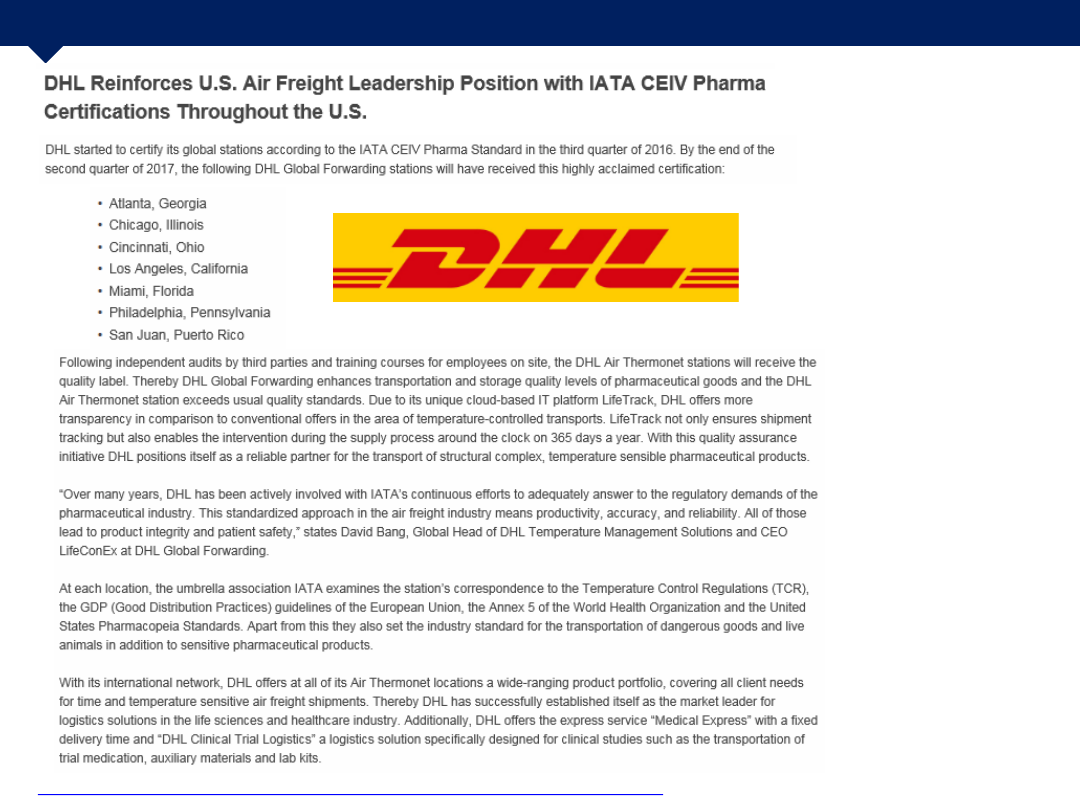 DHL Reinforces U.S. Air Freight Leadership Position with IATA CEIV Pharma
Certifications Throughout the U.S.
DHL started to certify its global stations according to the IATA CEIV Pharma Standard in the third quarter of 2016. By the end of the
second quarter of 2017, the following DHL Global Forwarding stations will have received this highly acclaimed certification:
• Atlanta, Georgia
• Chicago, Illinois
• Cincinnati, Ohio
• Los Angeles, California
• Miami, Florida
• Philadelphia, Pennsylvania
• San Juan, Puerto Rico
DHL
Following independent audits by third parties and training courses for employees on site, the DHL Air Thermonet stations will receive the
quality label. Thereby DHL Global Forwarding enhances transportation and storage quality levels of pharmaceutical goods and the DHL
Air Thermonet station exceeds usual quality standards. Due to its unique cloud-based IT platform LifeTrack, DHL offers more
transparency in comparison to conventional offers in the area of temperature-controlled transports. LifeTrack not only ensures shipment
tracking but also enables the intervention during the supply process around the clock on 365 days a year. With this quality assurance
initiative DHL positions itself as a reliable partner for the transport of structural complex, temperature sensible pharmaceutical products.
“Over many years, DHL has been actively involved with IATA’s continuous efforts to adequately answer to the regulatory demands of the
pharmaceutical industry. This standardized approach in the air freight industry means productivity, accuracy, and reliability. All of those
lead to product integrity and patient safety,” states David Bang, Global Head of DHL Temperature Management Solutions and CEO
LifeConEx at DHL Global Forwarding.
At each location, the umbrella association IATA examines the station’s correspondence to the Temperature Control Regulations (TCR),
the GDP (Good Distribution Practices) guidelines of the European Union, the Annex 5 of the World Health Organization and the United
States Pharmacopeia Standards. Apart from this they also set the industry standard for the transportation of dangerous goods and live
animals in addition to sensitive pharmaceutical products.
With its international network, DHL offers at all of its Air Thermonet locations a wide-ranging product portfolio, covering all client needs
for time and temperature sensitive air freight shipments. Thereby DHL has successfully established itself as the market leader for
logistics solutions in the life sciences and healthcare industry. Additionally, DHL offers the express service “Medical Express” with a fixed
delivery time and “DHL Clinical Trial Logistics” a logistics solution specifically designed for clinical studies such as the transportation of
trial medication, auxiliary materials and lab kits.